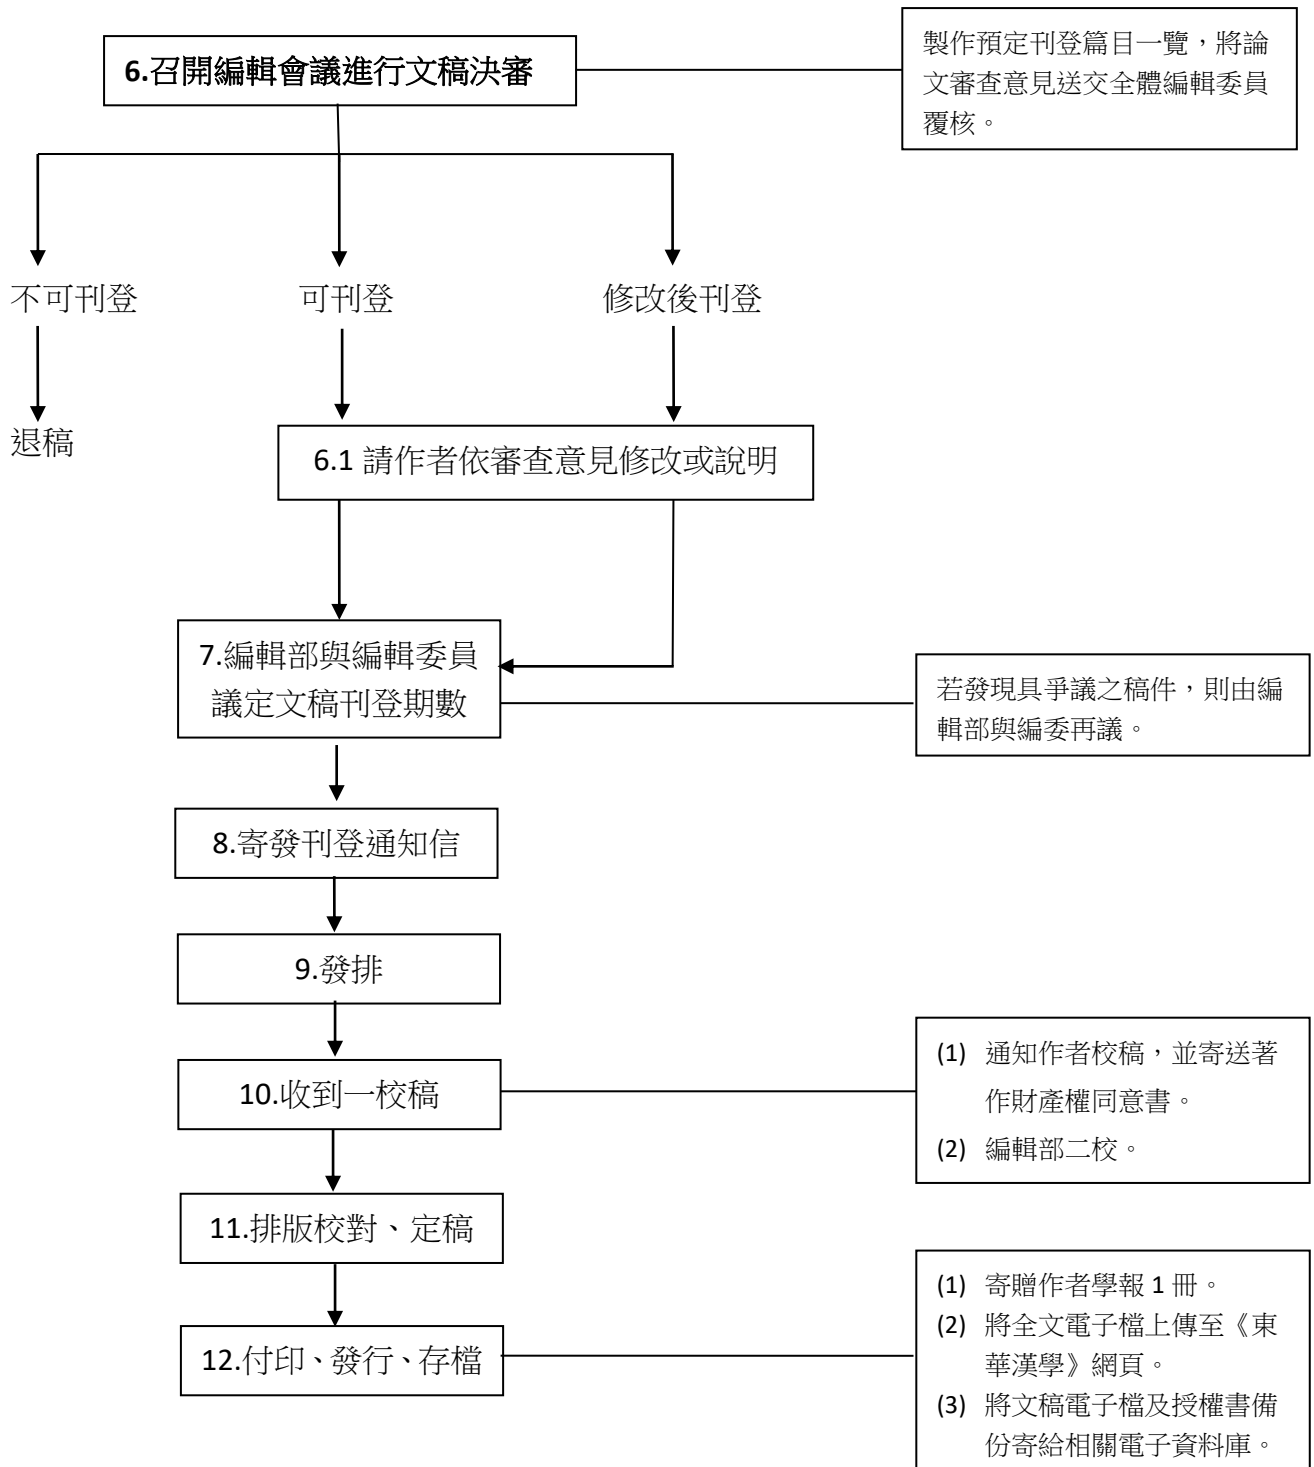 6.召開編輯會議進行文稿決審
製作預定刊登篇目一覽，將論
文審查意見送交全體編輯委員
覆核。
不可刊登
可刊登
修改後刊登
退稿
6.1 請作者依審查意見修改或說明
7.編輯部與編輯委員
議定文稿刊登期數
若發現具爭議之稿件，則由編
輯部與編委再議。
8.寄發刊登通知信
9.發排
10.收到一校稿
(1) 通知作者校稿，並寄送著
作財產權同意書。
(2) 編輯部二校。
11.排版校對、定稿
12.付印、發行、存檔
(1) 寄贈作者學報 1 冊。
(2) 將全文電子檔上傳至《東
華漢學》網頁。
(3) 將文稿電子檔及授權書備
份寄給相關電子資料庫。